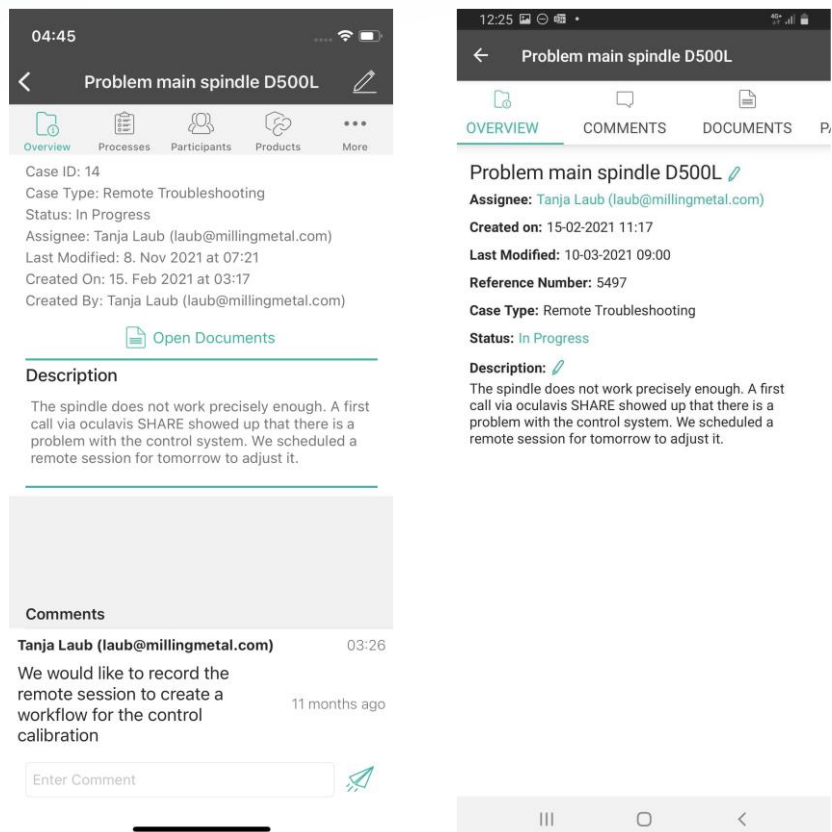 04:45
Problem main spindle D500L
Overview Processes Participants Products More
Case ID: 14
Case Type: Remote Troubleshooting
Status: In Progress
Assignee: Tanja Laub (laub@millingmetal.com)
Last Modified: 8. Nov 2021 at 07:21
Created On: 15. Feb 2021 at 03:17
Created By: Tanja Laub (laub@millingmetal.com)
Open Documents
Description
The spindle does not work precisely enough. A first
call via oculavis SHARE showed up that there is a
problem with the control system. We scheduled a
remote session for tomorrow to adjust it.
Comments
Tanja Laub (laub@millingmetal.com) 03:26
We would like to record the
remote session to create a
workflow for the control
calibration
11 months ago
Enter Comment
12:25
Problem main spindle D500L
OVERVIEW COMMENTS DOCUMENTS PA
Problem main spindle D500L
Assignee: Tanja Laub (laub@millingmetal.com)
Created on: 15-02-2021 11:17
Last Modified: 10-03-2021 09:00
Reference Number: 5497
Case Type: Remote Troubleshooting
Status: In Progress
Description:
The spindle does not work precisely enough. A first
call via oculavis SHARE showed up that there is a
problem with the control system. We scheduled a
remote session for tomorrow to adjust it.